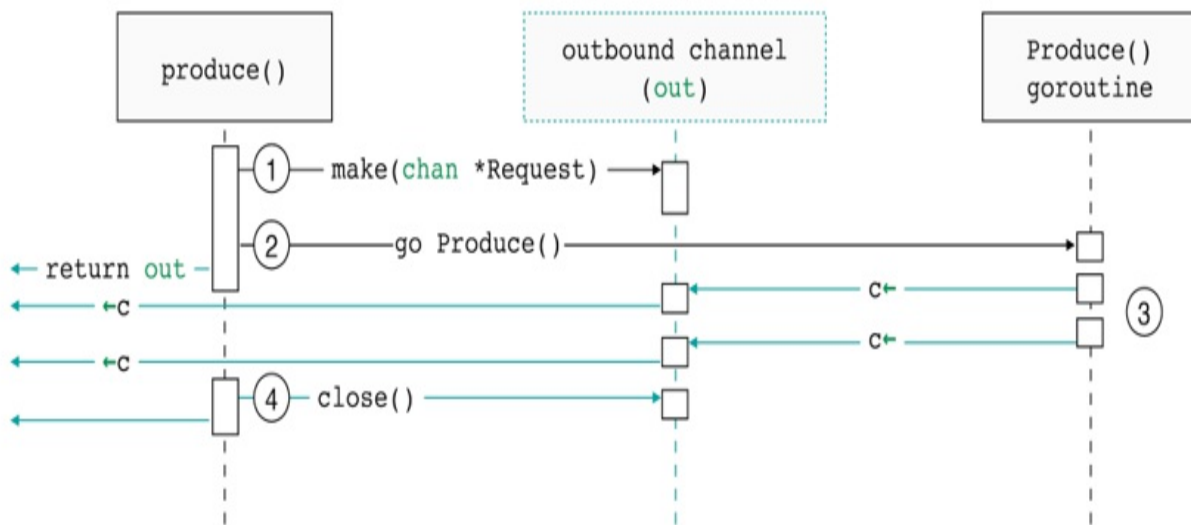 produce()
outbound channel
(out)
Produce()
goroutine
1 make(chan *Request)
2 go Produce()
return out
c←
3
←c
c←
←c
4 close()